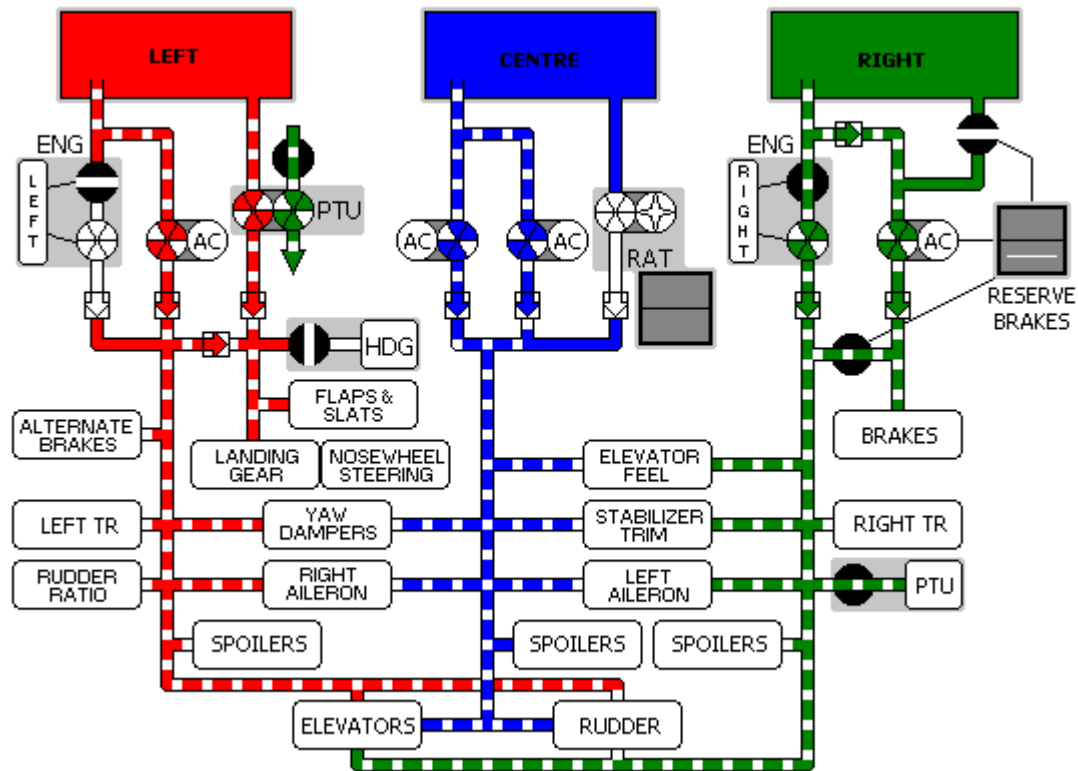 LEFT
CENTRE
RIGHT
ENG
LEFT
AC
PTU
AC
AC
RAT
ENG
RIGHT
AC
RESERVE
BRAKES
HDG
FLAPS &
SLATS
ALTERNATE
BRAKES
LANDING
GEAR
NOSEWHEEL
STEERING
ELEVATOR
FEEL
BRAKES
LEFT TR
YAW
DAMPERS
STABILIZER
TRIM
RIGHT TR
RUDDER
RATIO
RIGHT
AILERON
LEFT
AILERON
PTU
SPOILERS
SPOILERS
SPOILERS
ELEVATORS
RUDDER